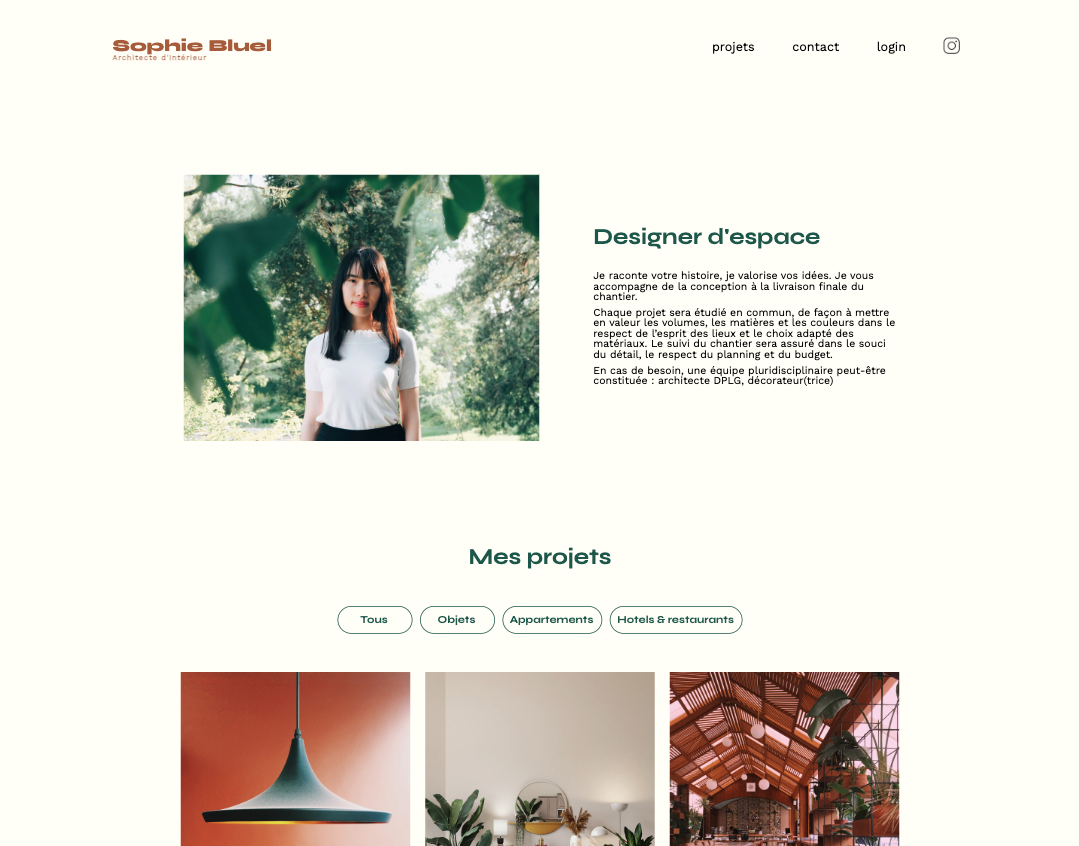 Sophie Bluel
Architecte d'intérieur
projets
contact
login
Designer d'espace
Je raconte votre histoire, je valorise vos idées. Je vous
accompagne de la conception à la livraison finale du
chantier.
Chaque projet sera étudié en commun, de façon à mettre
en valeur les volumes, les matières et les couleurs dans le
respect de l'esprit des lieux et le choix adapté des
matériaux. Le suivi du chantier sera assuré dans le souci
du détail, le respect du planning et du budget.
En cas de besoin, une équipe pluridisciplinaire peut-être
constituée : architecte DPLG, décorateur(trice)
Mes projets
Tous
Objets
Appartements
Hotels & restaurants